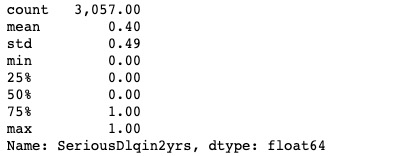 count 3,057.00
mean 0.40
std 0.49
min 0.00
25% 0.00
50% 0.00
75% 1.00
max 1.00
Name: SeriousDlqin2yrs, dtype: float64